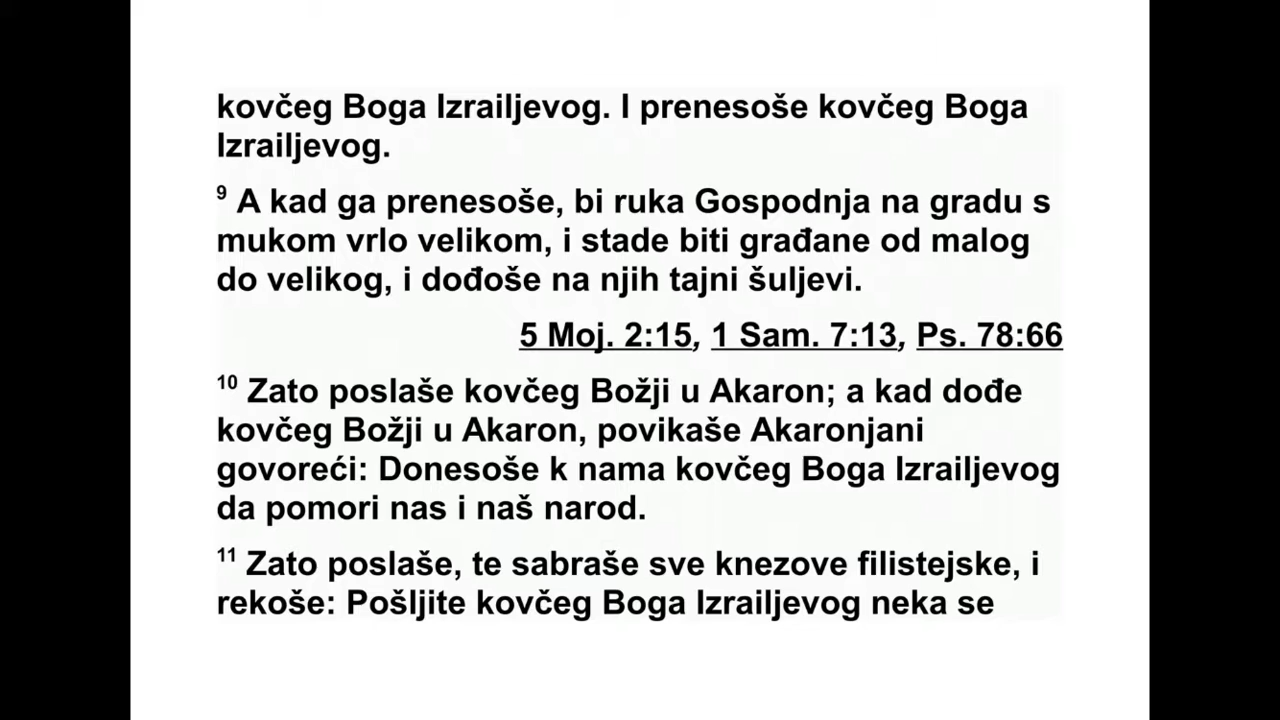 kovčeg Boga Izrailjevog. I prenesoše kovčeg Boga
Izrailjevog.
9 A kad ga prenesoše, bi ruka Gospodnja na gradu s
mukom vrlo velikom, i stade biti građane od malog
do velikog, i dođoše na njih tajni šuljevi.
5 Moj. 2:15, 1 Sam. 7:13, Ps. 78:66
10 Zato poslaše kovčeg Božji u Akaron; a kad dođe
kovčeg Božji u Akaron, povikaše Akaronjani
govoreći: Donesoše k nama kovčeg Boga Izrailjevog
da pomori nas i naš narod.
11 Zato poslaše, te sabraše sve knezove filistejske, i
rekoše: Pošljite kovčeg Boga Izrailjevog neka se